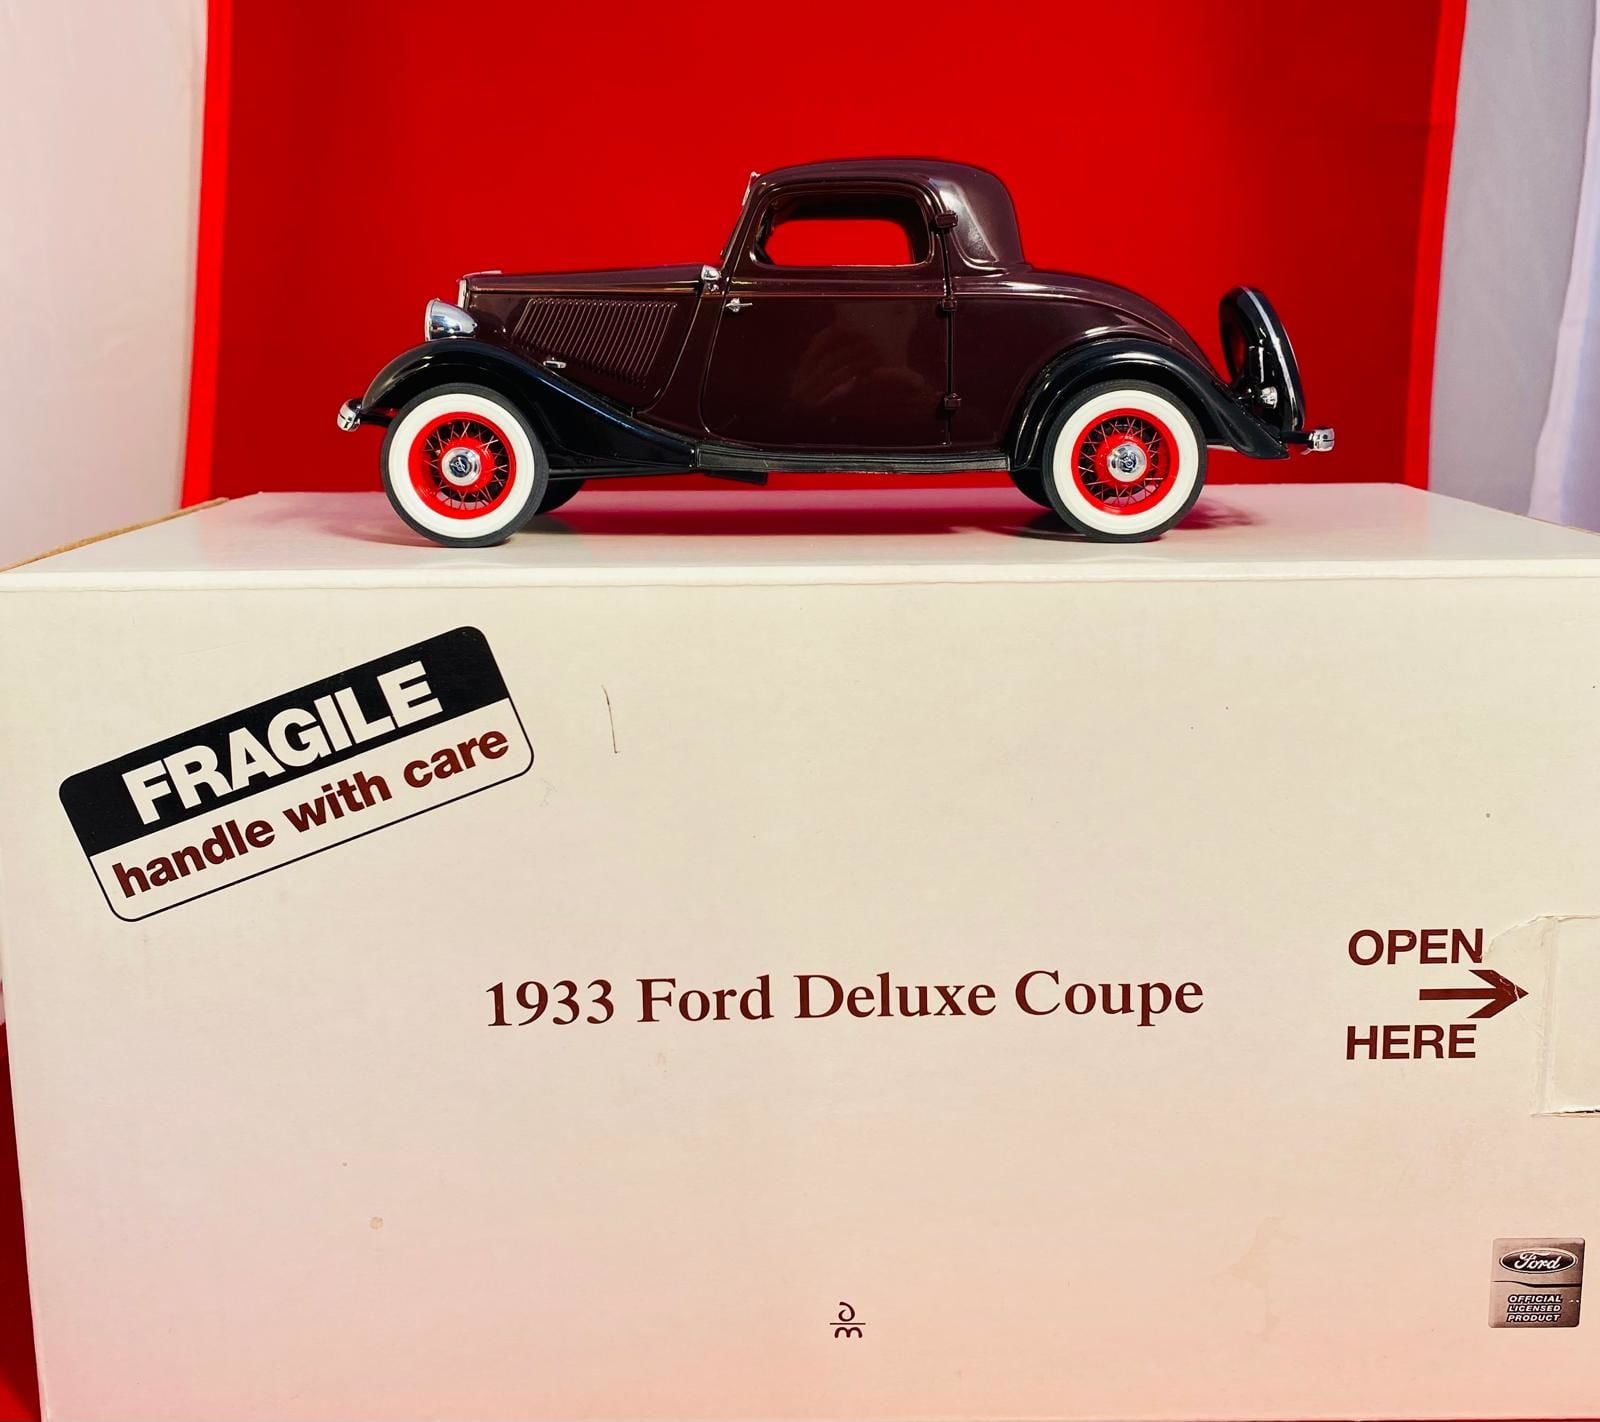 FRAGILE
handle with care
1933 Ford Deluxe Coupe
OPEN
HERE
Ford
OFFICIAL
LICENSED
PRODUCT